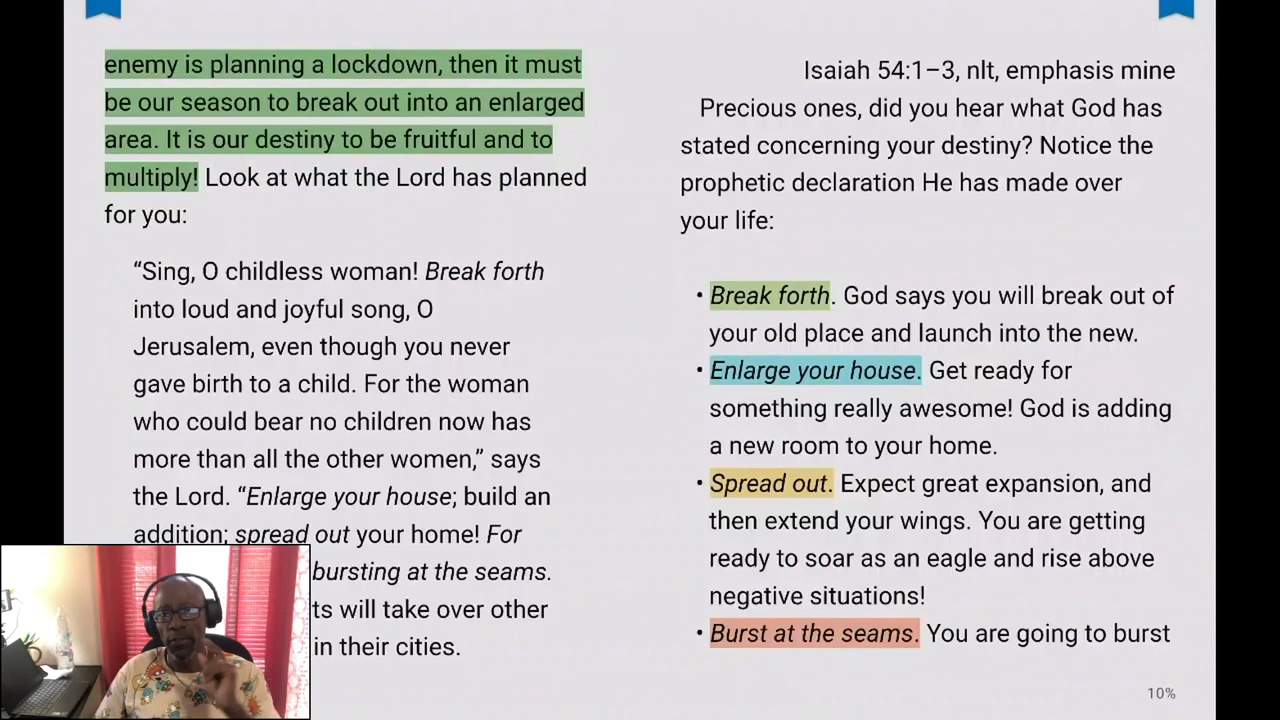 enemy is planning a lockdown, then it must
be our season to break out into an enlarged
area. It is our destiny to be fruitful and to
multiply! Look at what the Lord has planned
for you:
“Sing, O childless woman! Break forth
into loud and joyful song, O
Jerusalem, even though you never
gave birth to a child. For the woman
who could bear no children now has
more than all the other women,” says
the Lord. “Enlarge your house; build an
addition; spread out your home! For
bursting at the seams.
ts will take over other
in their cities.
Isaiah 54:1–3, nlt, emphasis mine
Precious ones, did you hear what God has
stated concerning your destiny? Notice the
prophetic declaration He has made over
your life:
• Break forth. God says you will break out of
your old place and launch into the new.
• Enlarge your house. Get ready for
something really awesome! God is adding
a new room to your home.
• Spread out. Expect great expansion, and
then extend your wings. You are getting
ready to soar as an eagle and rise above
negative situations!
• Burst at the seams. You are going to burst
10%